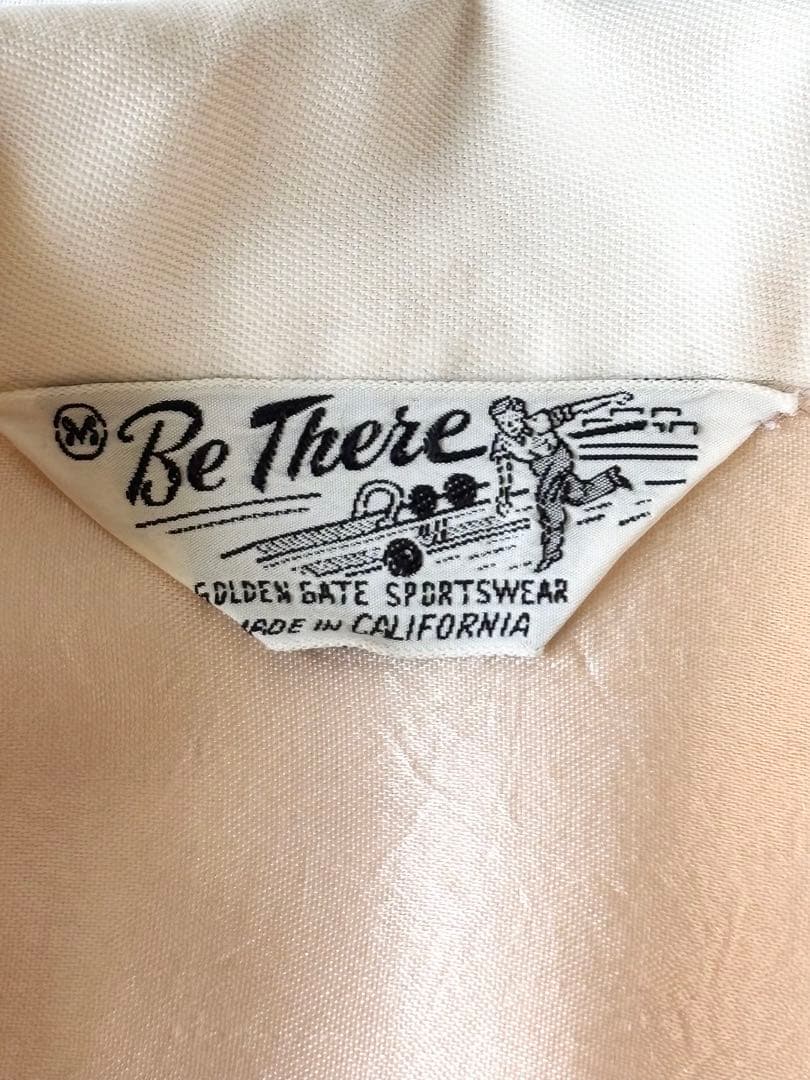 M Be There
GOLDEN GATE SPORTSWEAR
MADE IN CALIFORNIA